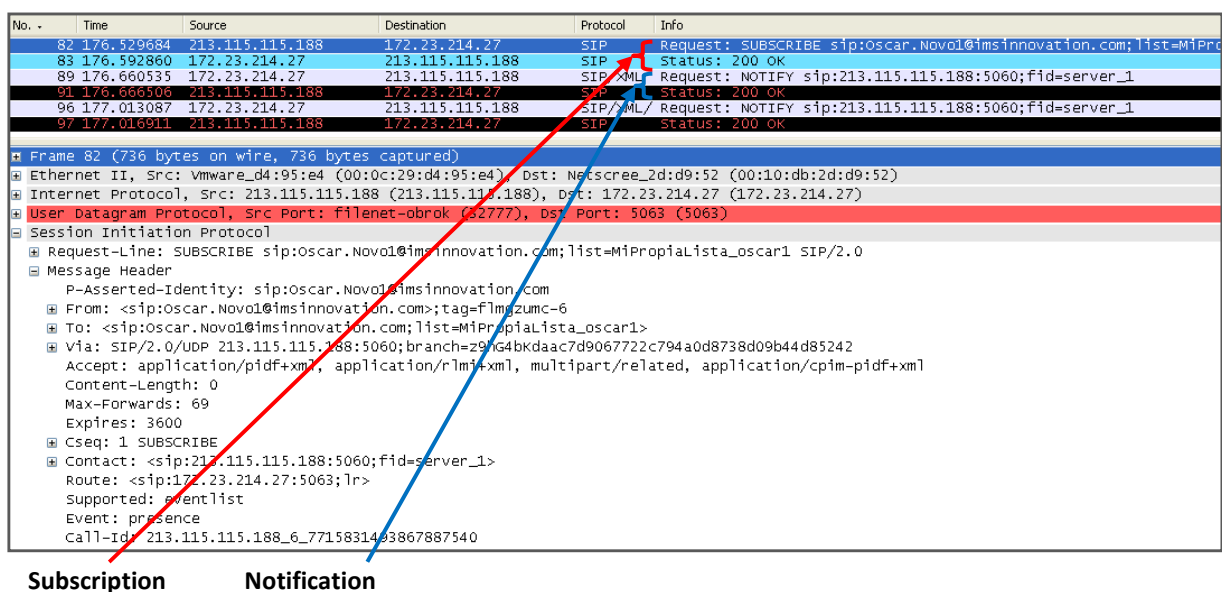 No. Time Source Destination Protocol Info
82 176.529684 213.115.115.188 172.23.214.27 SIP Request: SUBSCRIBE sip:Oscar.Novo1@imsinnovation.com;list=MiPro
83 176.592860 172.23.214.27 213.115.115.188 SIP Status: 200 OK
89 176.660535 172.23.214.27 213.115.115.188 SIP/XML/ Request: NOTIFY sip:213.115.115.188:5060;fid=server_1
91 176.666506 213.115.115.188 172.23.214.27 SIP Status: 200 OK
96 177.013087 172.23.214.27 213.115.115.188 SIP/XML/ Request: NOTIFY sip:213.115.115.188:5060;fid=server_1
97 177.016911 213.115.115.188 172.23.214.27 SIP Status: 200 OK
Frame 82 (736 bytes on wire, 736 bytes captured)
Ethernet II, Src: Vmware_d4:95:e4 (00:0c:29:d4:95:e4), Dst: Netscree_2d:d9:52 (00:10:db:2d:d9:52)
Internet Protocol, Src: 213.115.115.188 (213.115.115.188), Dst: 172.23.214.27 (172.23.214.27)
User Datagram Protocol, Src Port: filenet-obrok (32777), Dst Port: 5063 (5063)
Session Initiation Protocol
Request-Line: SUBSCRIBE sip:Oscar.Novo1@imsinnovation.com;list=MiPropiaLista_oscar1 SIP/2.0
Message Header
P-Asserted-Identity: sip:Oscar.Novo1@imsinnovation.com
From: <sip:Oscar.Novo1@imsinnovation.com>;tag=flmgzumc-6
To: <sip:Oscar.Novo1@imsinnovation.com;list=MiPropiaLista_oscar1>
Via: SIP/2.0/UDP 213.115.115.188:5060;branch=z9hG4bKdaac7d9067722c794a0d8738d09b44d85242
Accept: application/pidf+xml, application/rlmi+xml, multipart/related, application/cpim-pidf+xml
Content-Length: 0
Max-Forwards: 69
Expires: 3600
Cseq: 1 SUBSCRIBE
Contact: <sip:213.115.115.188:5060;fid=server_1>
Route: <sip:172.23.214.27:5063;lr>
Supported: eventlist
Event: presence
Call-Id: 213.115.115.188_6_7715831493867887540
Subscription Notification